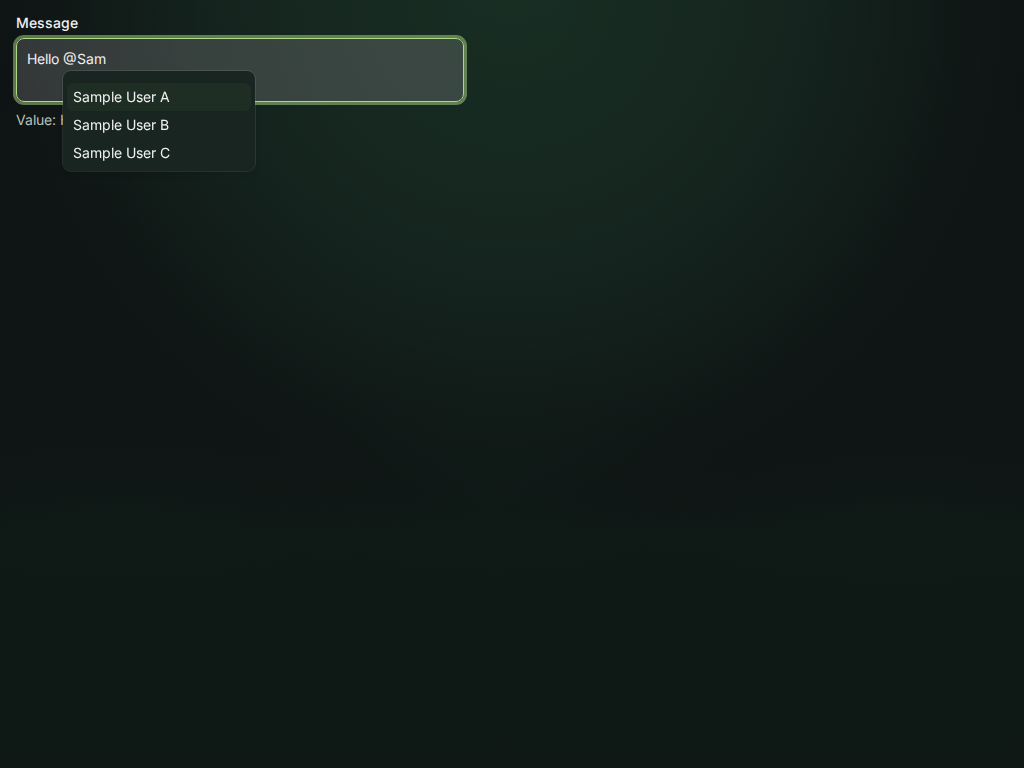 Message
Hello @Sam
Sample User A
Value:
Sample User B
Sample User C